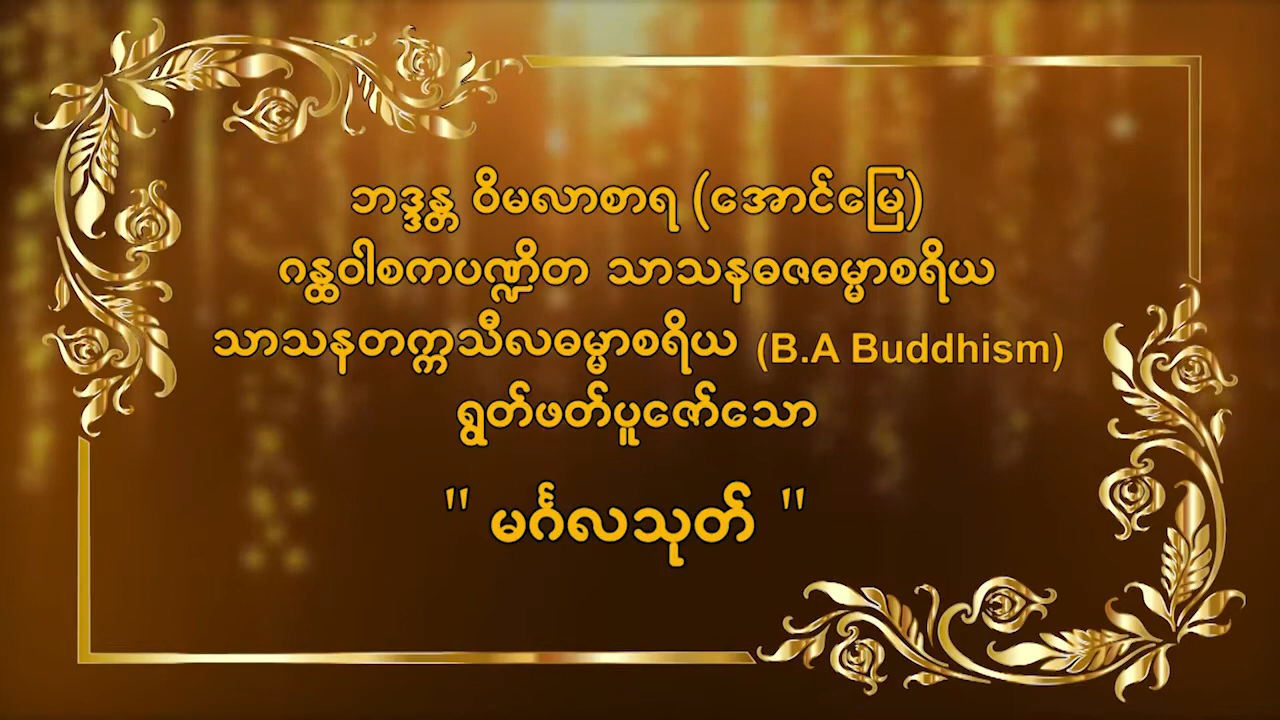 ဘဒ္ဒန္တ ဝိမလာစာရ (အောင်မြေ)
ဂန္ထဝါစကပဏ္ဍိတ သာသနဓဇဓမ္မာစရိယ
သာသနတက္ကသီလဓမ္မာစရိယ (B.A Buddhism)
ရွတ်ဖတ်ပူဇော်သော
" မင်္ဂလသုတ် "